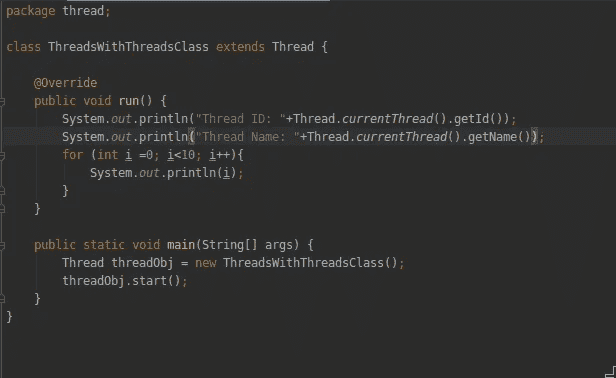 package thread;
class ThreadsWithThreadsClass extends Thread {
@Override
public void run() {
System.out.println("Thread ID: "+Thread.currentThread().getId());
System.out.println("Thread Name: "+Thread.currentThread().getName());
for (int i =0; i<10; i++){
System.out.println(i);
}
}
public static void main(String[] args) {
Thread threadObj = new ThreadsWithThreadsClass();
threadObj.start();
}
}